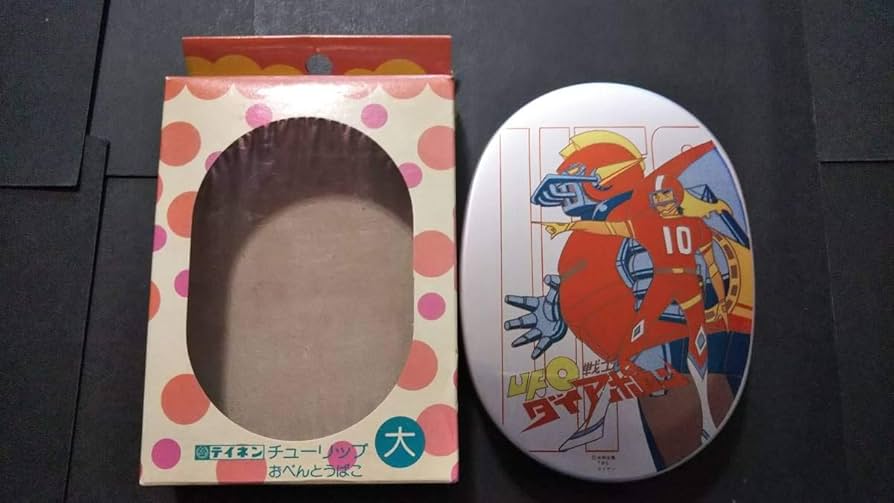 テイネン チューリップ
おべんとうばこ
大
10
UFO 戦士
ダイアポロン